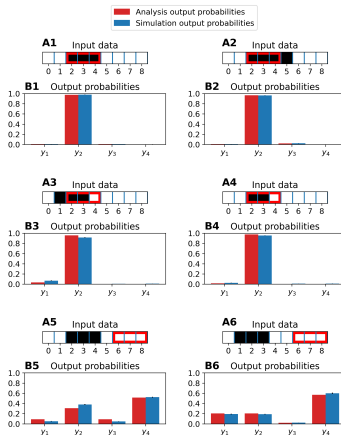 Analysis output probabilities
Simulation output probabilities
A1 Input data
0 1 2 3 4 5 6 7 8
A2 Input data
0 1 2 3 4 5 6 7 8
B1 Output probabilities
1.0
0.8
0.6
0.4
0.2
0.0
y1 y2 y3 y4
B2 Output probabilities
1.0
0.8
0.6
0.4
0.2
0.0
y1 y2 y3 y4
A3 Input data
0 1 2 3 4 5 6 7 8
A4 Input data
0 1 2 3 4 5 6 7 8
B3 Output probabilities
1.0
0.8
0.6
0.4
0.2
0.0
y1 y2 y3 y4
B4 Output probabilities
1.0
0.8
0.6
0.4
0.2
0.0
y1 y2 y3 y4
A5 Input data
0 1 2 3 4 5 6 7 8
A6 Input data
0 1 2 3 4 5 6 7 8
B5 Output probabilities
1.0
0.8
0.6
0.4
0.2
0.0
y1 y2 y3 y4
B6 Output probabilities
1.0
0.8
0.6
0.4
0.2
0.0
y1 y2 y3 y4